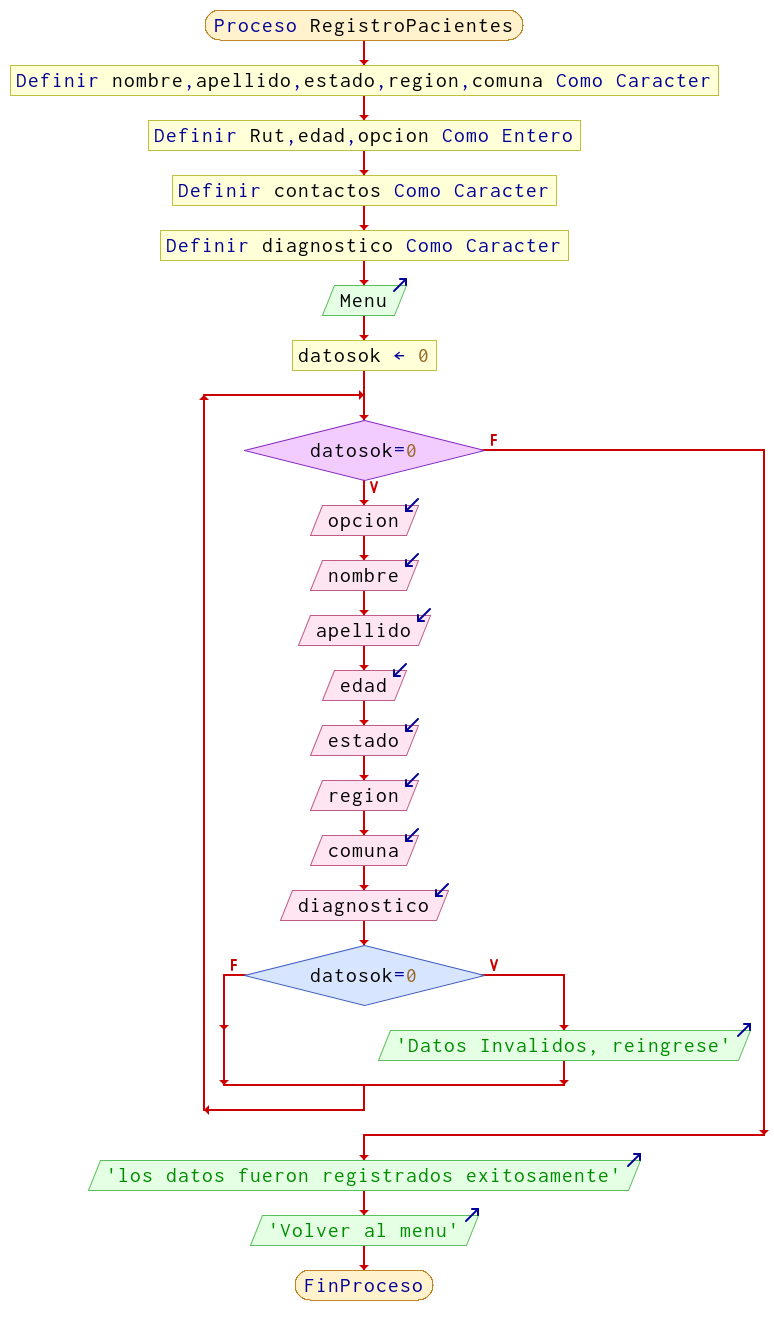 Proceso RegistroPacientes
Definir nombre,apellido,estado,region,comuna Como Caracter
Definir Rut,edad,opcion Como Entero
Definir contactos Como Caracter
Definir diagnostico Como Caracter
Menu
datosok ← 0
datosok=0
F
V
opcion
nombre
apellido
edad
estado
region
comuna
diagnostico
F
datosok=0
V
'Datos Invalidos, reingrese'
'los datos fueron registrados exitosamente'
'Volver al menu'
FinProceso